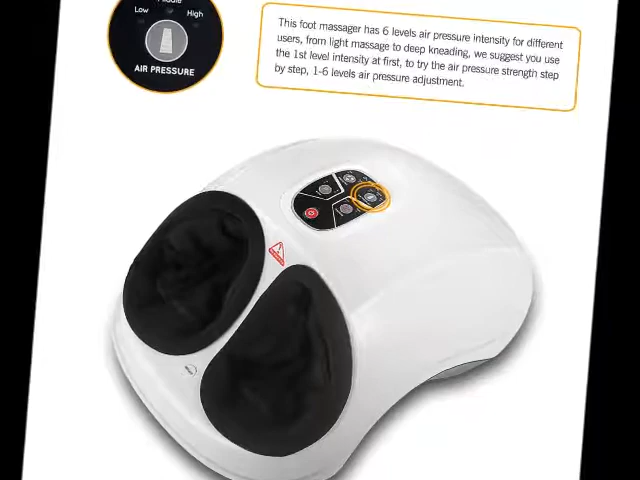 Middle
Low High
AIR PRESSURE
This foot massager has 6 levels air pressure intensity for different
users, from light massage to deep kneading, we suggest you use
the 1st level intensity at first, to try the air pressure strength step
by step, 1-6 levels air pressure adjustment.